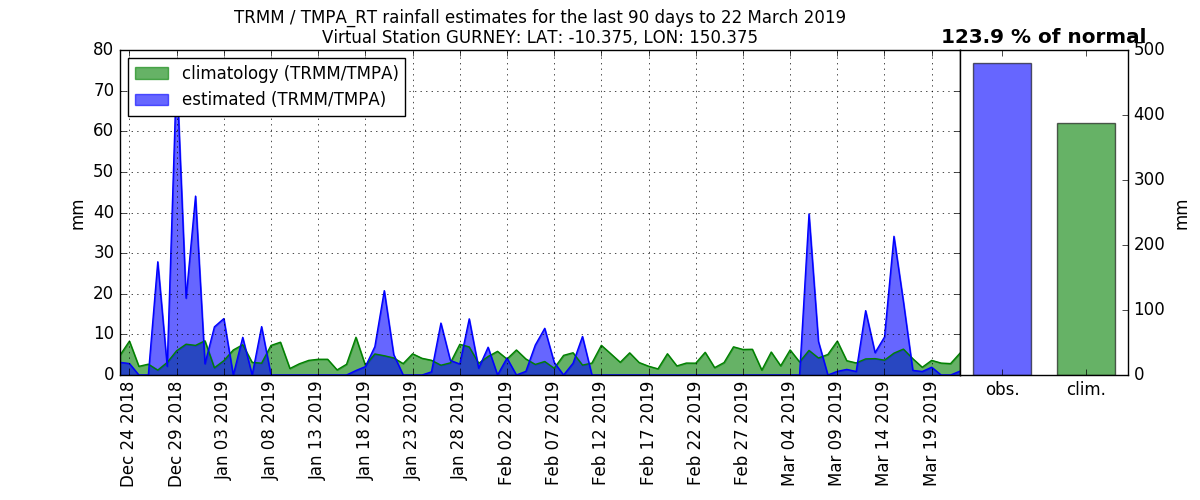 TRMM / TMPA_RT rainfall estimates for the last 90 days to 22 March 2019
Virtual Station GURNEY: LAT: -10.375, LON: 150.375
123.9 % of normal
climatology (TRMM/TMPA)
estimated (TRMM/TMPA)
80
70
60
50
40
30
20
10
0
mm
Dec 24 2018
Dec 29 2018
Jan 03 2019
Jan 08 2019
Jan 13 2019
Jan 18 2019
Jan 23 2019
Jan 28 2019
Feb 02 2019
Feb 07 2019
Feb 12 2019
Feb 17 2019
Feb 22 2019
Feb 27 2019
Mar 04 2019
Mar 09 2019
Mar 14 2019
Mar 19 2019
500
400
300
200
100
0
mm
obs.
clim.